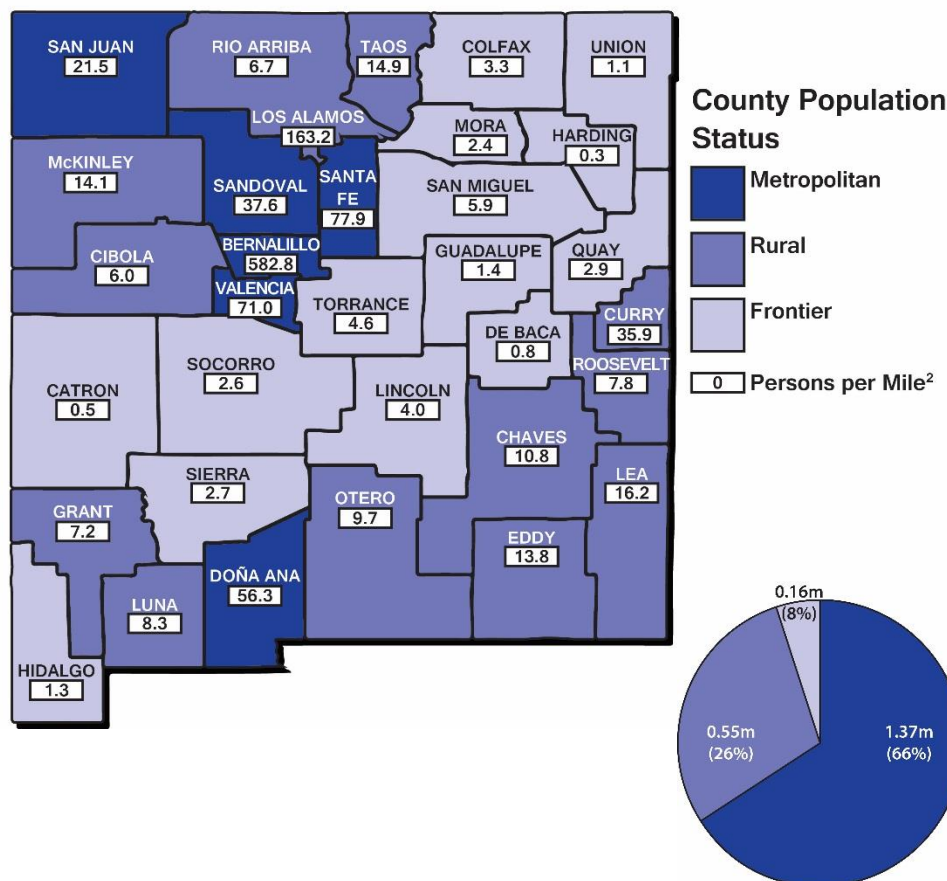 SAN JUAN
21.5
RIO ARRIBA
6.7
TAOS
14.9
COLFAX
3.3
UNION
1.1
LOS ALAMOS
163.2
MORA
2.4
HARDING
0.3
McKINLEY
14.1
SANDOVAL
37.6
SANTA
FE
77.9
SAN MIGUEL
5.9
CIBOLA
6.0
BERNALILLO
582.8
VALENCIA
71.0
TORRANCE
4.6
GUADALUPE
1.4
QUAY
2.9
CURRY
35.9
DE BACA
0.8
ROOSEVELT
7.8
CATRON
0.5
SOCORRO
2.6
LINCOLN
4.0
CHAVES
10.8
LEA
16.2
SIERRA
2.7
GRANT
7.2
OTERO
9.7
EDDY
13.8
DOÑA ANA
56.3
LUNA
8.3
HIDALGO
1.3
County Population
Status
Metropolitan
Rural
Frontier
0 Persons per Mile²
0.16m
(8%)
0.55m
(26%)
1.37m
(66%)